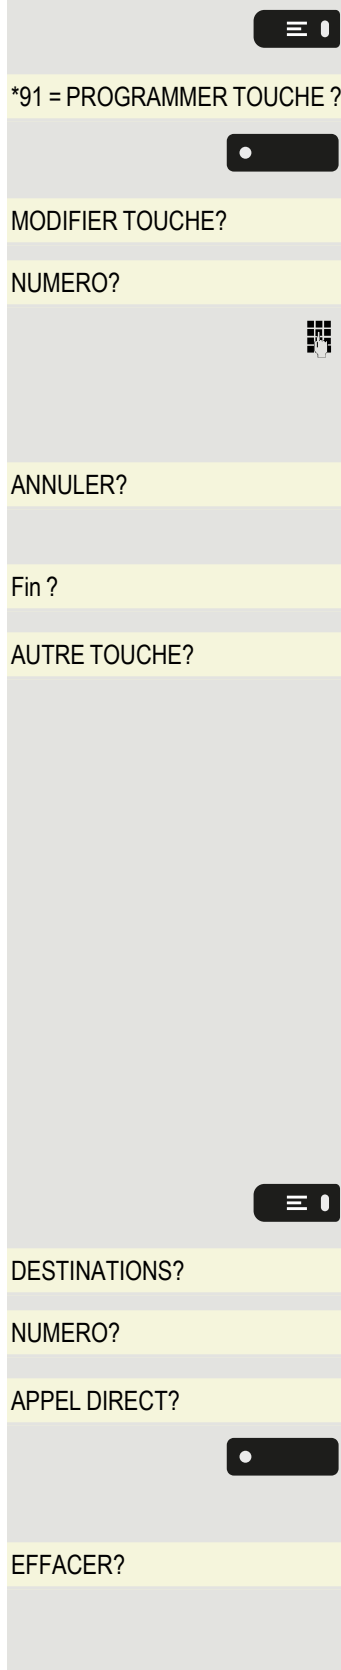 *91 = PROGRAMMER TOUCHE ?
MODIFIER TOUCHE?
NUMERO?
ANNULER?
Fin ?
AUTRE TOUCHE?
DESTINATIONS?
NUMERO?
APPEL DIRECT?
EFFACER?